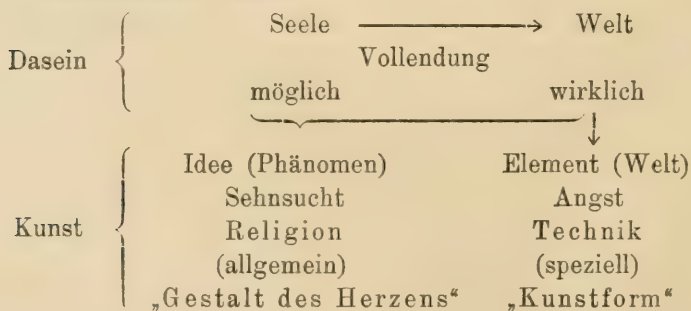 Seele → Welt
Dasein Vollendung
möglich wirklich
Idee (Phänomen) Element (Welt)
Sehnsucht Angst
Kunst Religion Technik
(allgemein) (speziell)
„Gestalt des Herzens“ „Kunstform“